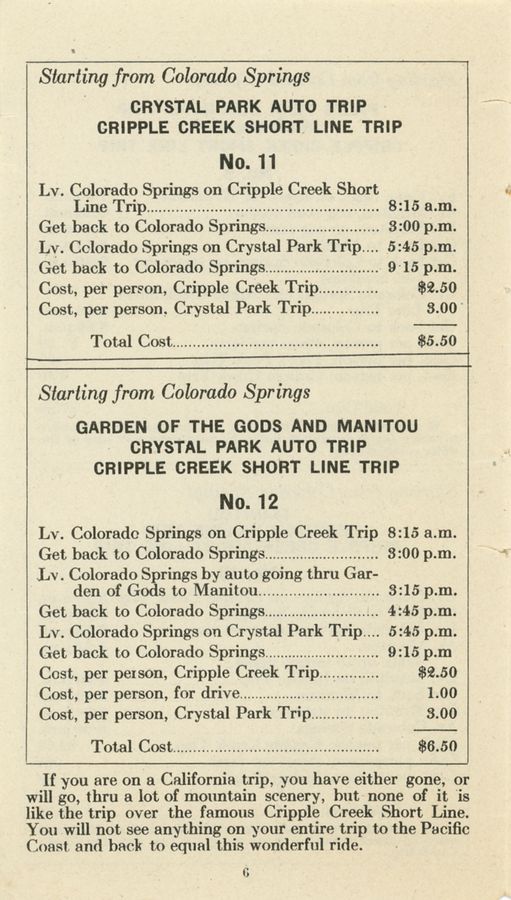 Starting from Colorado Springs
CRYSTAL PARK AUTO TRIP
CRIPPLE CREEK SHORT LINE TRIP
No. 11
Lv. Colorado Springs on Cripple Creek Short
Line Trip................................................ 8:15 a.m.
Get back to Colorado Springs............................ 3:00 p.m.
Lv. Cclorado Springs on Crystal Park Trip.... 5:45 p.m.
Get back to Colorado Springs............................ 9 15 p.m.
Cost, per person, Cripple Creek Trip.............. $2.50
Cost, per person, Crystal Park Trip................ 3.00
Total Cost........................................... $5.50
Starting from Colorado Springs
GARDEN OF THE GODS AND MANITOU
CRYSTAL PARK AUTO TRIP
CRIPPLE CREEK SHORT LINE TRIP
No. 12
Lv. Coloradc Springs on Cripple Creek Trip 8:15 a.m.
Get back to Colorado Springs............................ 3:00 p.m.
Lv. Colorado Springs by auto going thru Gar-
den of Gods to Manitou............................ 3:15 p.m.
Get back to Colorado Springs............................ 4:45 p.m.
Lv. Colorado Springs on Crystal Park Trip.... 5:45 p.m.
Get back to Colorado Springs............................ 9:15 p.m
Cost, per person, Cripple Creek Trip.............. $2.50
Cost, per person, for drive................................ 1.00
Cost, per person, Crystal Park Trip................ 3.00
Total Cost........................................... $6.50
If you are on a California trip, you have either gone, or
will go, thru a lot of mountain scenery, but none of it is
like the trip over the famous Cripple Creek Short Line.
You will not see anything on your entire trip to the Pacific
Coast and back to equal this wonderful ride.
6